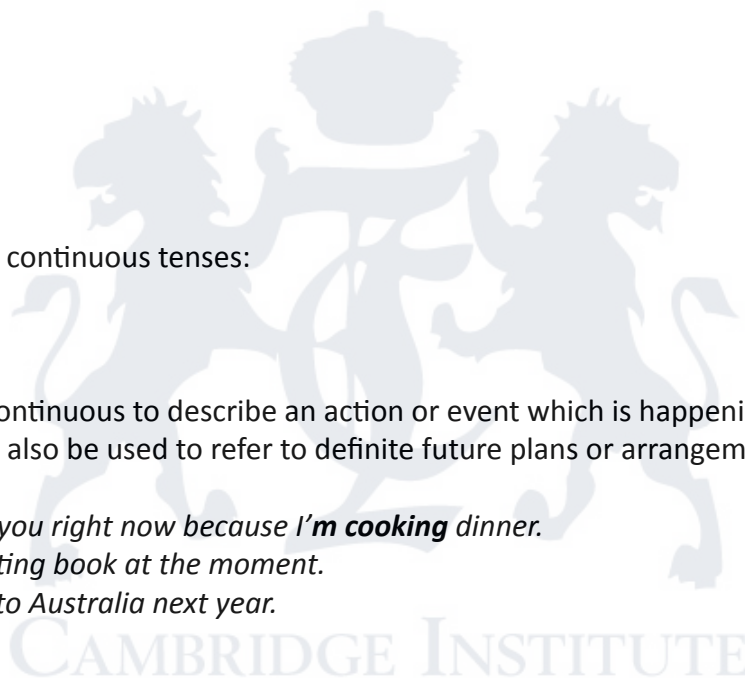 continuous tenses:
ontinuous to describe an action or event which is happeni
also be used to refer to definite future plans or arrangem
you right now because I'm cooking dinner.
ting book at the moment.
to Australia next year.
CAMBRIDGE INSTITUTE